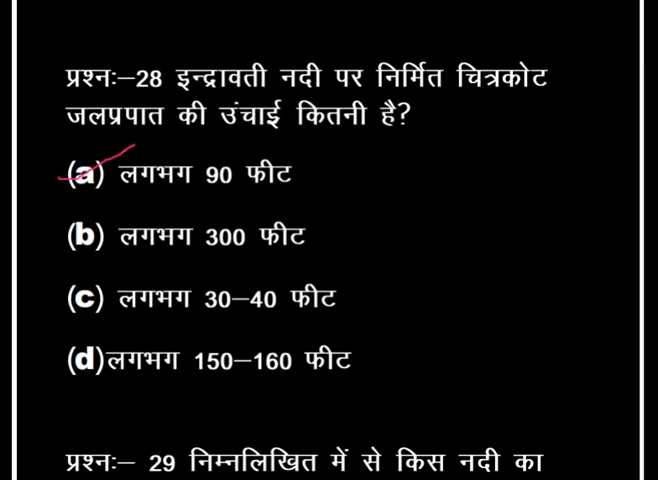 प्रश्नः–28 इन्द्रावती नदी पर निर्मित चित्रकोट
जलप्रपात की उंचाई कितनी है?
(a) लगभग 90 फीट
(b) लगभग 300 फीट
(c) लगभग 30–40 फीट
(d)लगभग 150–160 फीट
प्रश्नः– 29 निम्नलिखित में से किस नदी का